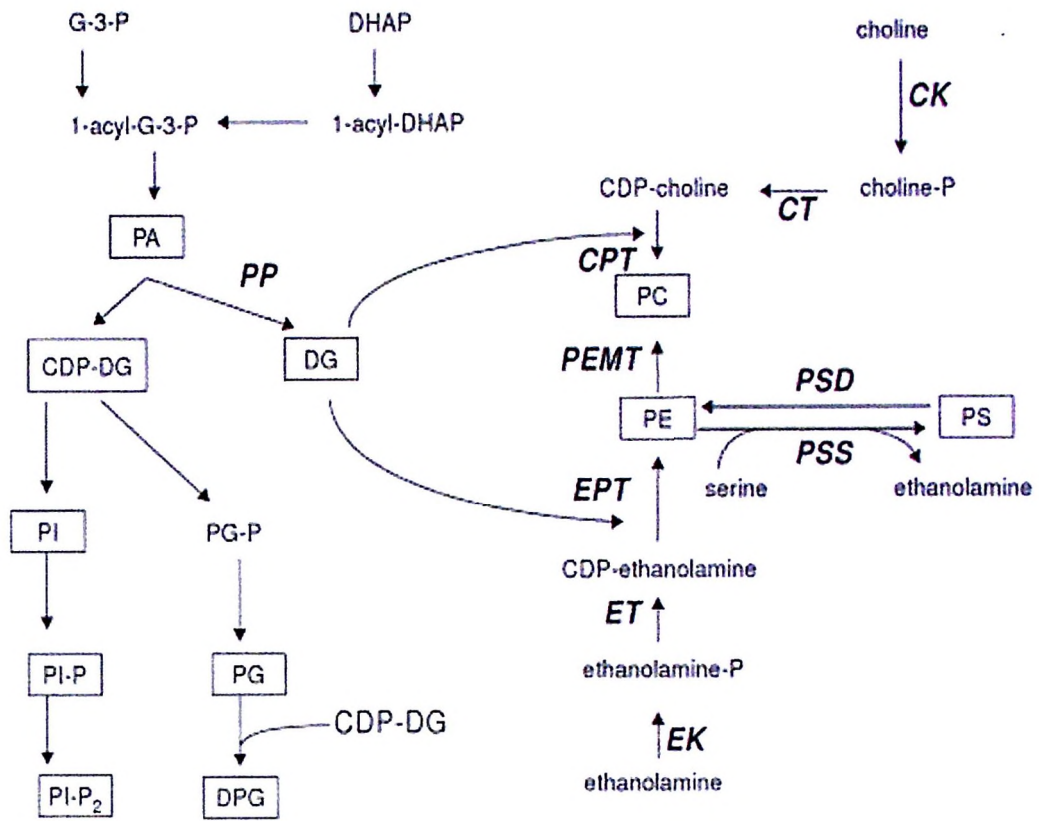 G-3-P
DHAP
choline
CK
1-acyl-G-3-P
1-acyl-DHAP
CDP-choline
CT
choline-P
PA
PP
CPT
PC
CDP-DG
DG
PEMT
PSD
PE
PS
PSS
EPT
serine
ethanolamine
PI
PG-P
CDP-ethanolamine
ET
PI-P
PG
ethanolamine-P
CDP-DG
EK
PI-P₂
DPG
ethanolamine